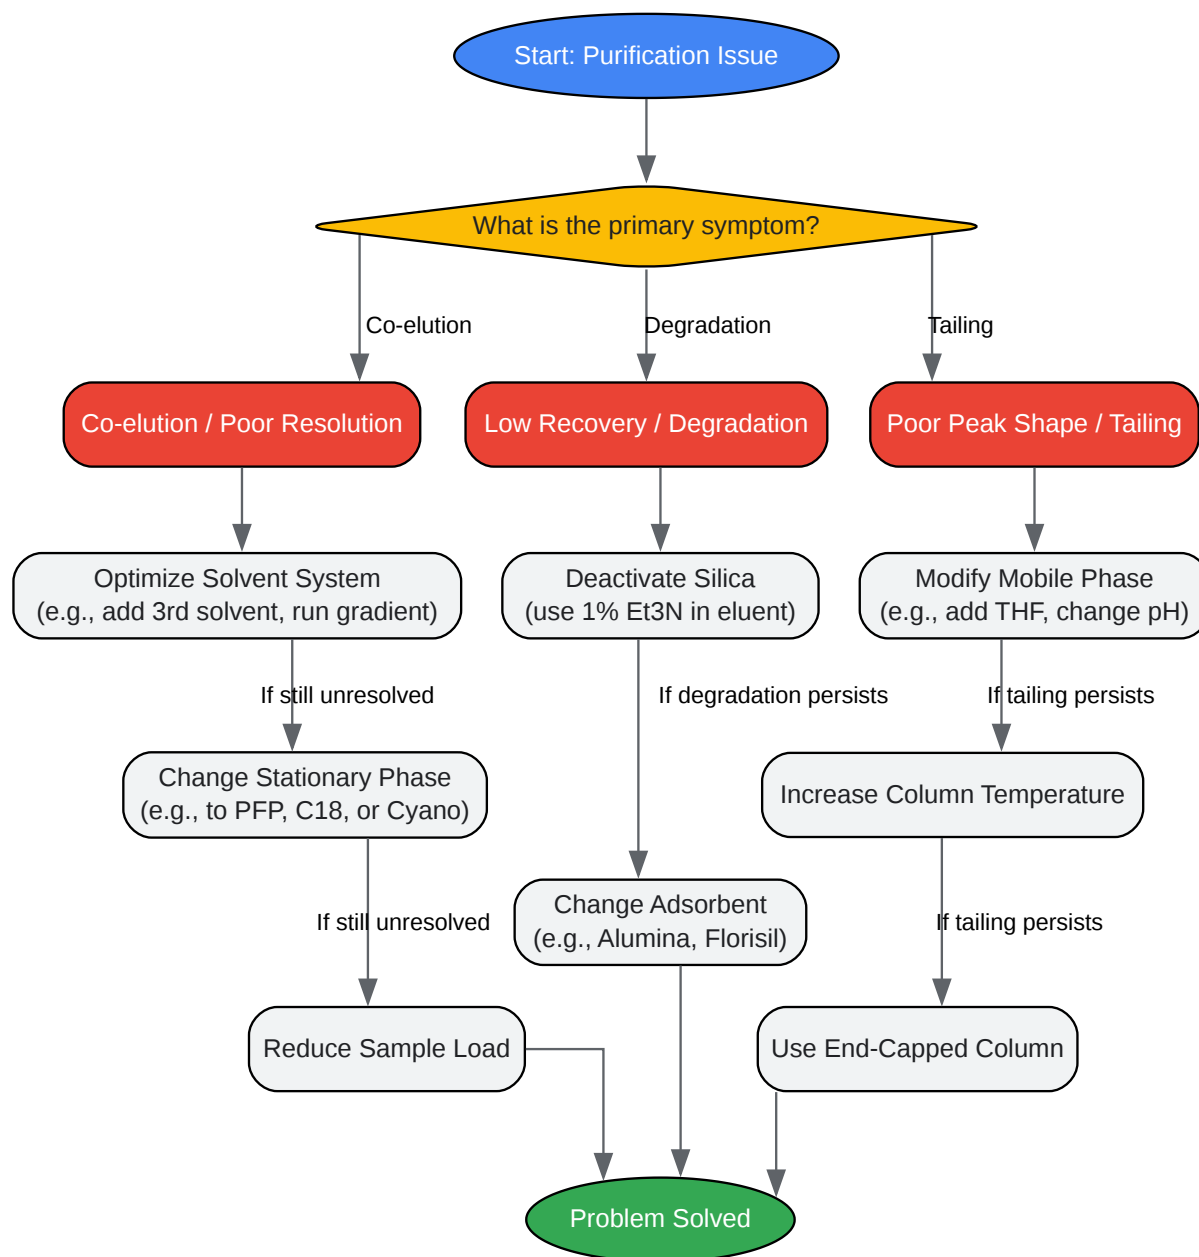 Start: Purification Issue
What is the primary symptom?
Co-elution
Degradation
Tailing
Co-elution / Poor Resolution
Low Recovery / Degradation
Poor Peak Shape / Tailing
Optimize Solvent System
(e.g., add 3rd solvent, run gradient)
Deactivate Silica
(use 1% Et3N in eluent)
Modify Mobile Phase
(e.g., add THF, change pH)
If still unresolved
If degradation persists
If tailing persists
Change Stationary Phase
(e.g., to PFP, C18, or Cyano)
Increase Column Temperature
If still unresolved
Change Adsorbent
(e.g., Alumina, Florisil)
If tailing persists
Reduce Sample Load
Use End-Capped Column
Problem Solved